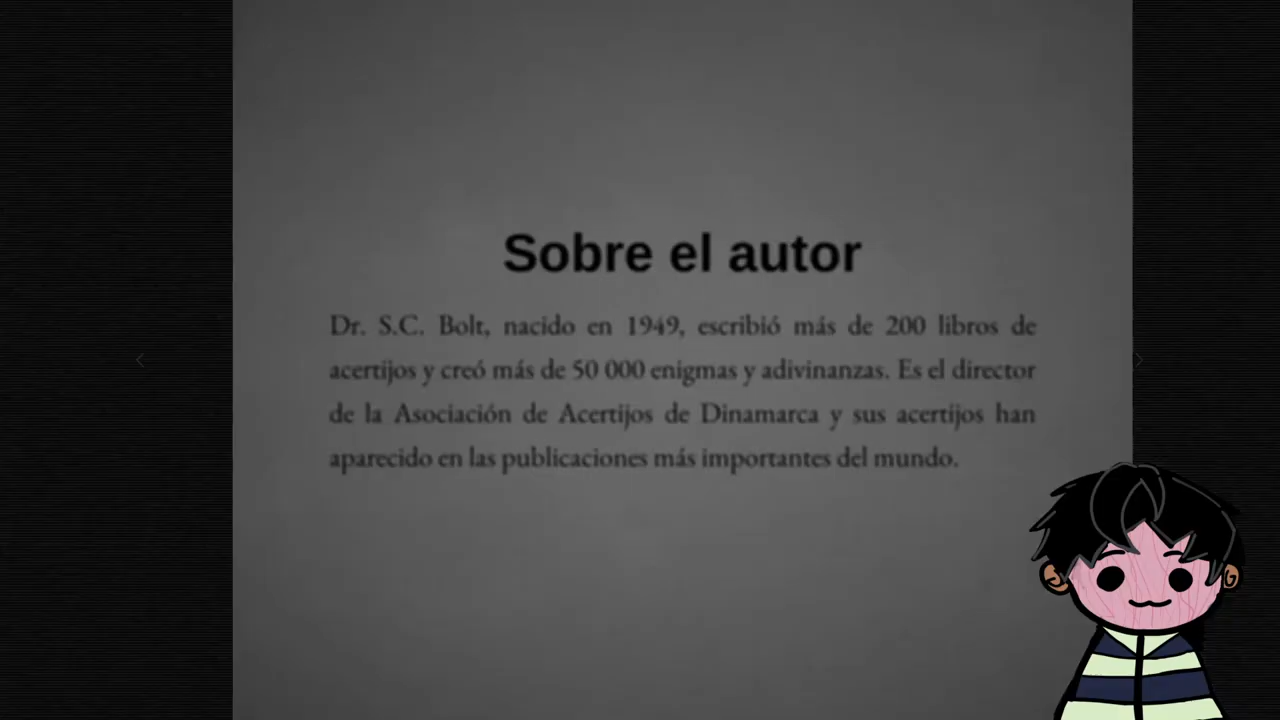 Sobre el autor
Dr. S.C. Bolt, nacido en 1949, escribió más de 200 libros de
acertijos y creó más de 50 000 enigmas y adivinanzas. Es el director
de la Asociación de Acertijos de Dinamarca y sus acertijos han
aparecido en las publicaciones más importantes del mundo.